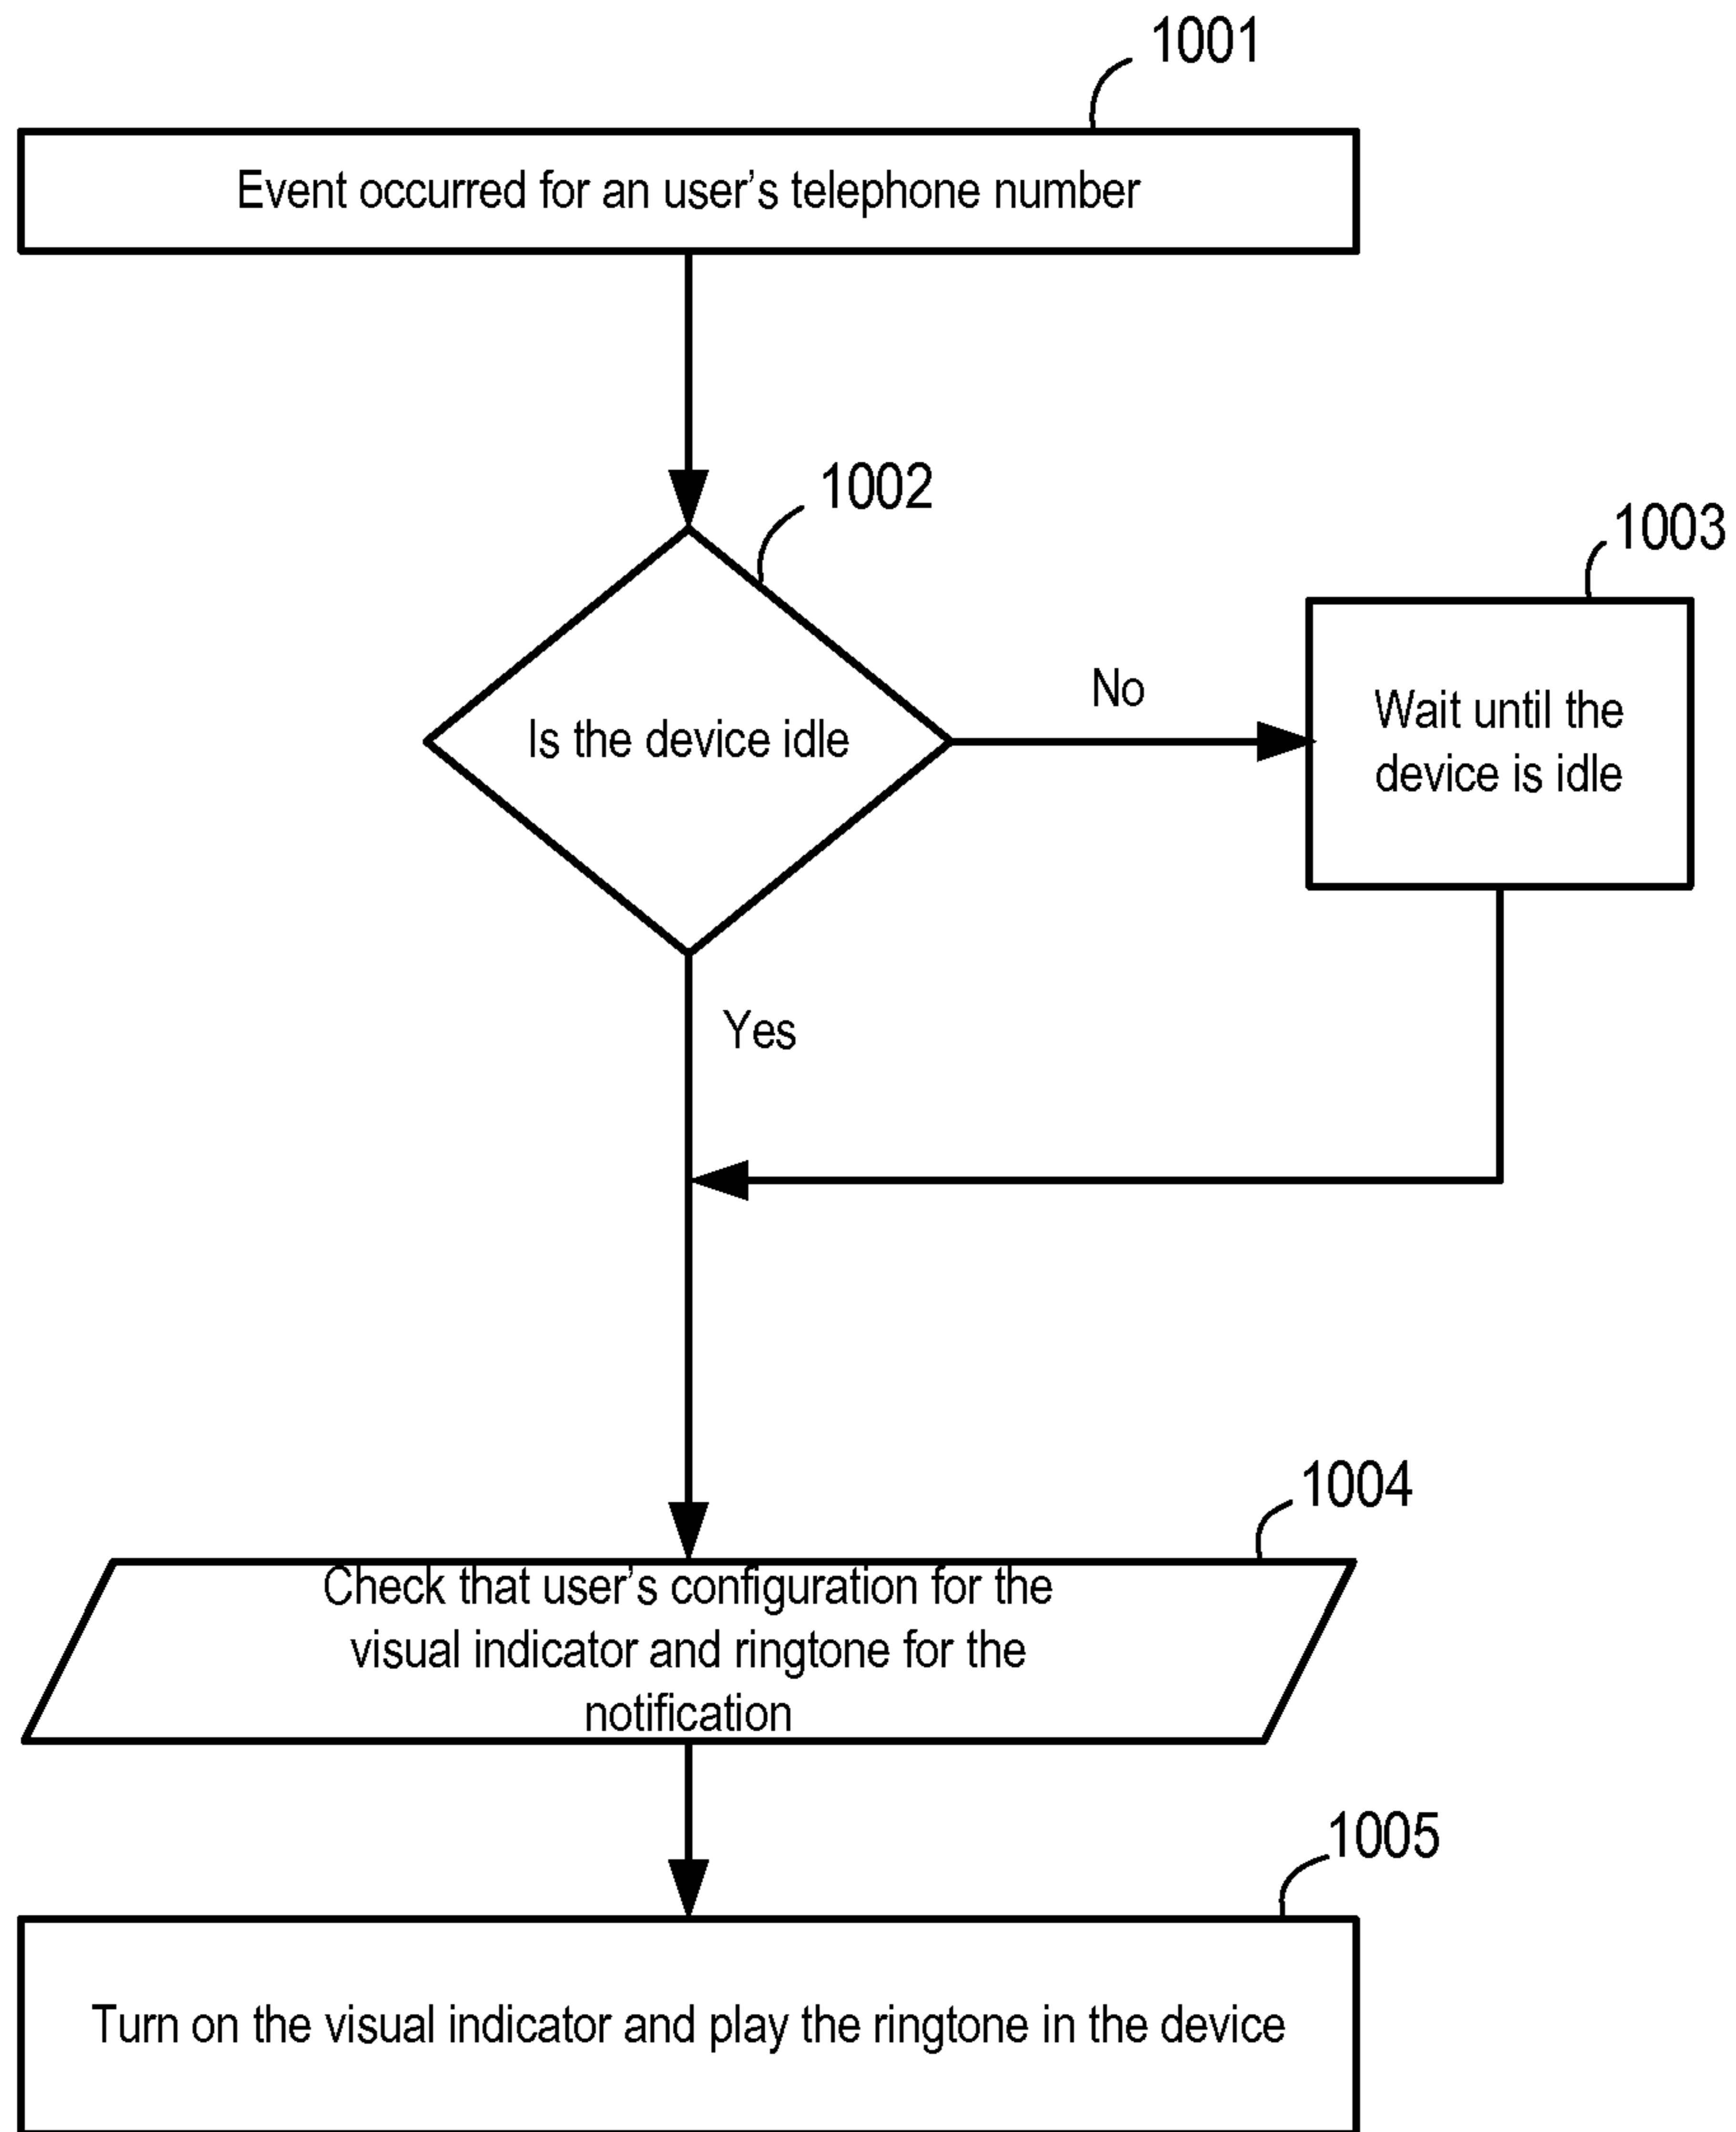 1001
Event occurred for an user's telephone number
1002
1003
Is the device idle
No
Wait until the
device is idle
Yes
1004
Check that user's configuration for the
visual indicator and ringtone for the
notification
1005
Turn on the visual indicator and play the ringtone in the device